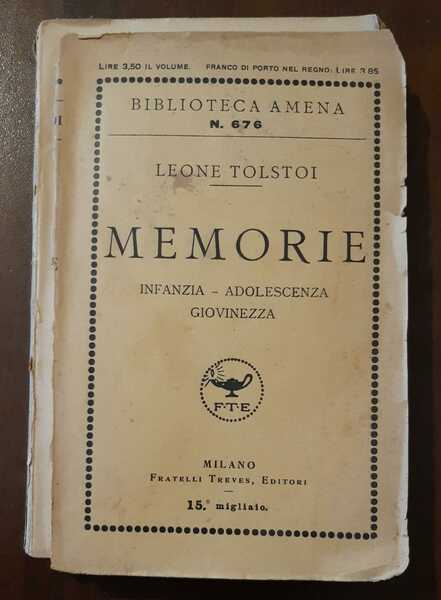 LIRE 3,50 IL VOLUME. FRANCO DI PORTO NEL REGNO: LIRE 3 85
BIBLIOTECA AMENA
N. 676
LEONE TOLSTOI
MEMORIE
INFANZIA - ADOLESCENZA
GIOVINEZZA
F·T·E
MILANO
FRATELLI TREVES, EDITORI
15.° migliaio.